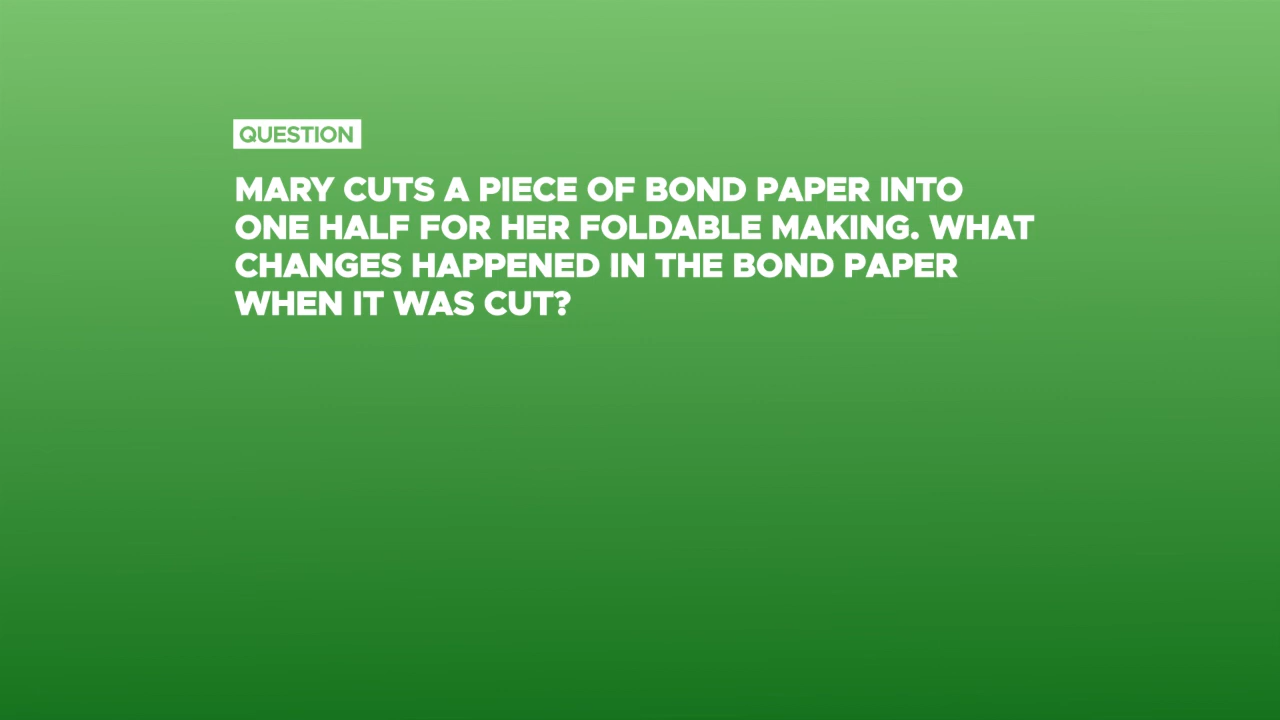 QUESTION
MARY CUTS A PIECE OF BOND PAPER INTO
ONE HALF FOR HER FOLDABLE MAKING. WHAT
CHANGES HAPPENED IN THE BOND PAPER
WHEN IT WAS CUT?